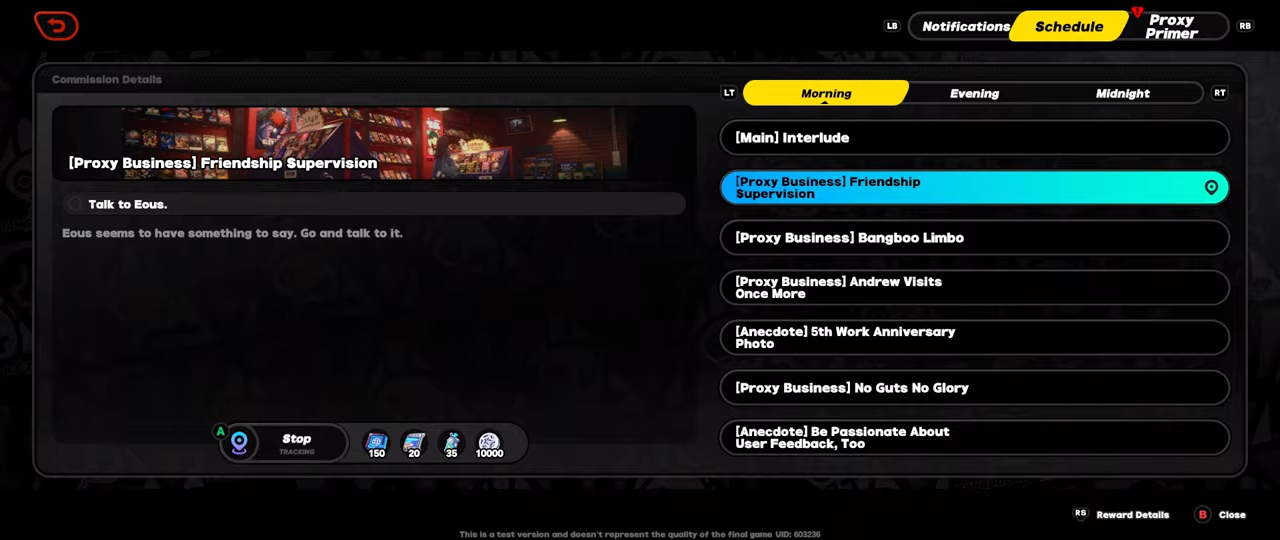 LB
Notifications
Schedule
Proxy
Primer
RB
Commission Details
LT
Morning
Evening
Midnight
RT
[Proxy Business] Friendship Supervision
Talk to Eous.
Eous seems to have something to say. Go and talk to it.
[Main] Interlude
[Proxy Business] Friendship
Supervision
[Proxy Business] Bangboo Limbo
[Proxy Business] Andrew Visits
Once More
[Anecdote] 5th Work Anniversary
Photo
[Proxy Business] No Guts No Glory
[Anecdote] Be Passionate About
User Feedback, Too
A
Stop
TRACKING
150
20
35
10000
RS
Reward Details
B
Close
This is a test version and doesn't represent the quality of the final game UID: 603236